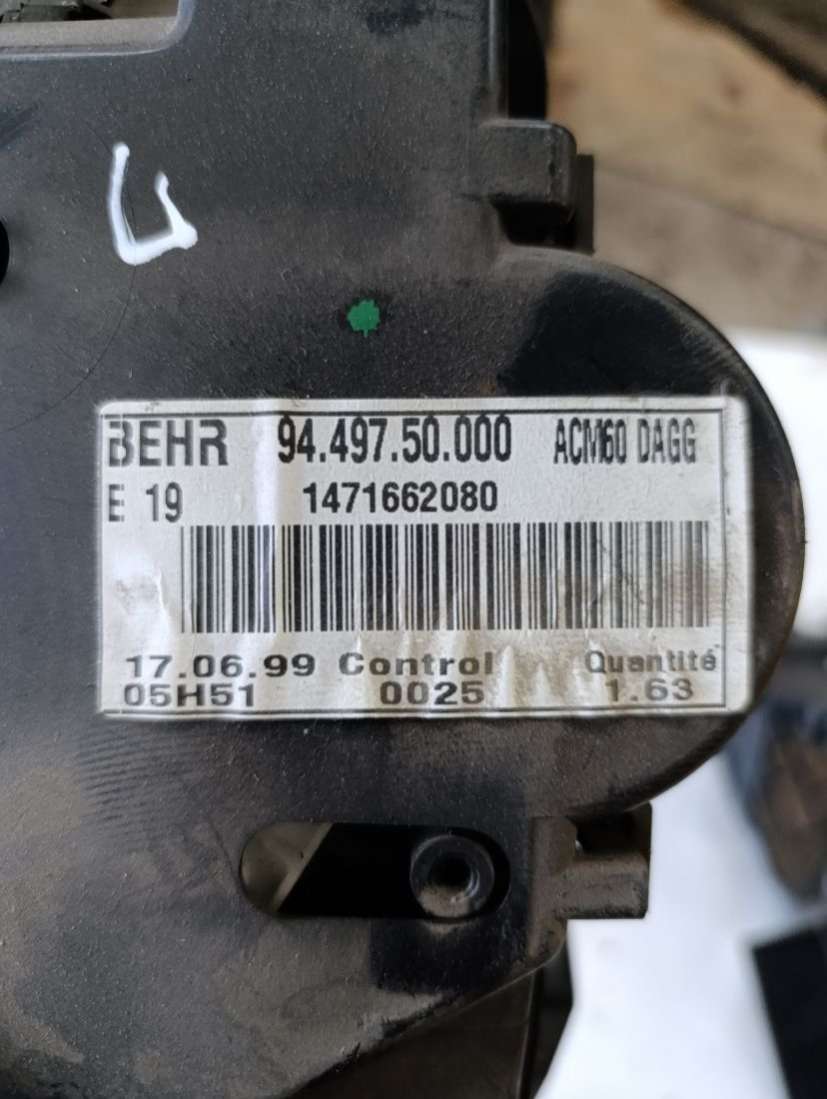 BEHR 94.497.50.000 ACM60 DAGG
E 19 1471662080
17.06.99 Control Quantité
05H51 0025 1.63